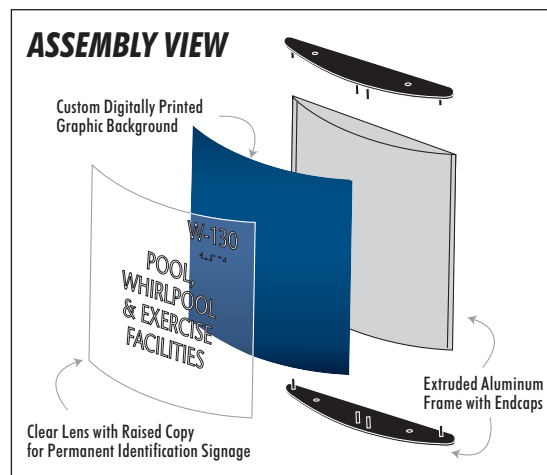 ASSEMBLY VIEW
Custom Digitally Printed
Graphic Background
W-130
POOL,
WHIRLPOOL
& EXERCISE
FACILITIES
Extruded Aluminum
Frame with Endcaps
Clear Lens with Raised Copy
for Permanent Identification Signage